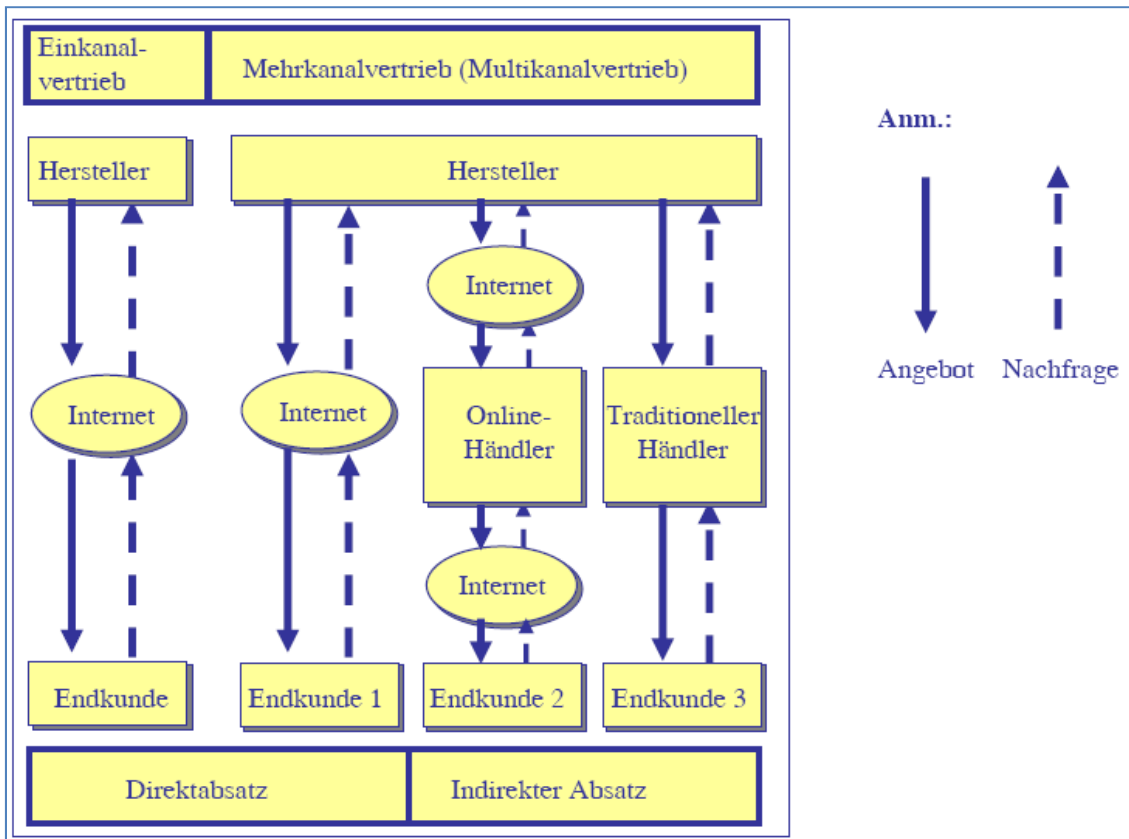 Einkanal-
vertrieb
Mehrkanalvertrieb (Multikanalvertrieb)
Anm.:
Hersteller
Hersteller
Internet
Angebot
Nachfrage
Internet
Internet
Online-
Händler
Traditioneller
Händler
Internet
Endkunde
Endkunde 1
Endkunde 2
Endkunde 3
Direktabsatz
Indirekter Absatz